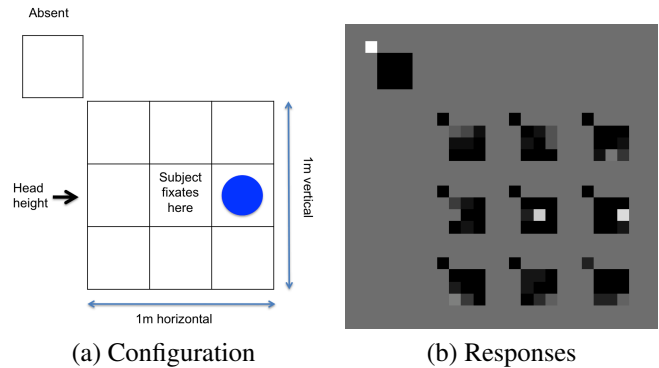 Absent
Head
height
Subject
fixates
here
1m vertical
1m horizontal
(a) Configuration
(b) Responses